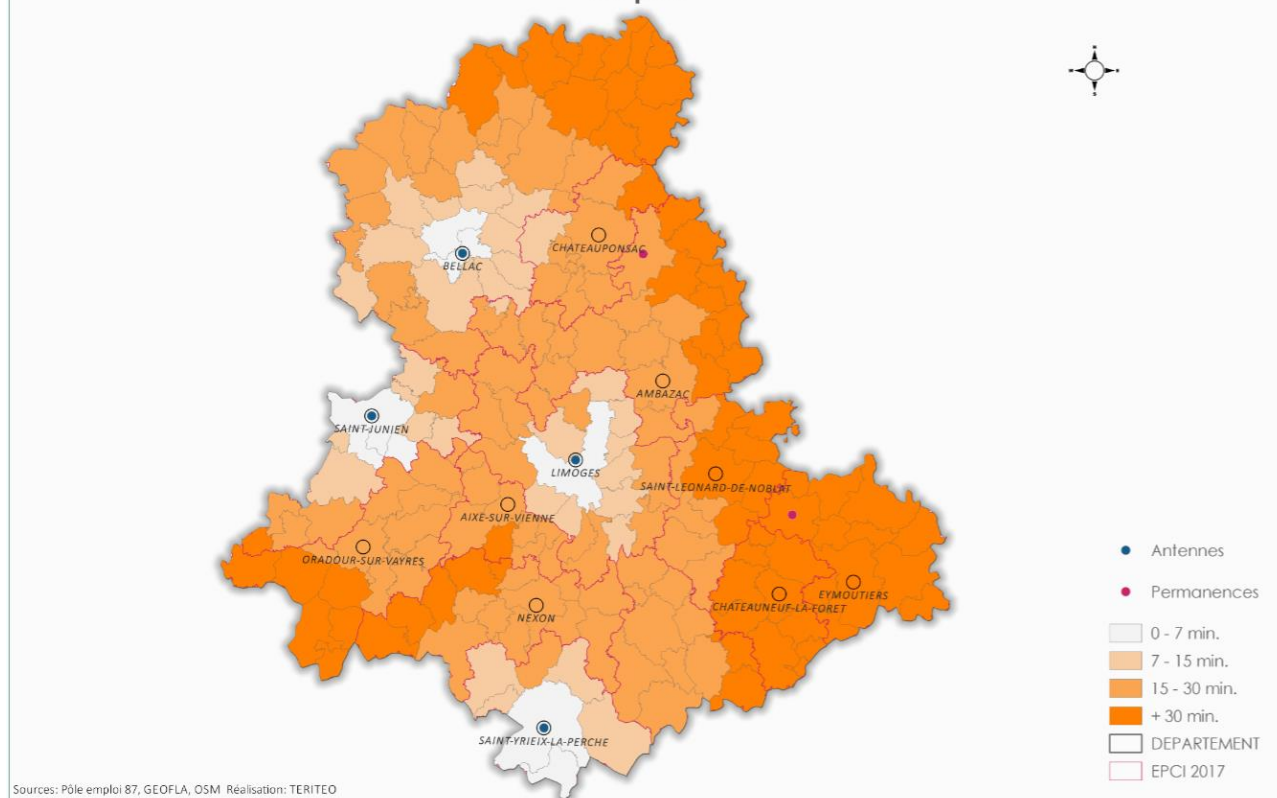 CHATEAUPONSAC
BELLAC
AMBAZAC
SAINT-JUNIEN
LIMOGES
SAINT-LEONARD-DE-NOBLAT
AIXE-SUR-VIENNE
ORADOUR-SUR-VAYRES
CHATEAUNEUF-LA-FORET
EYMOUTIERS
NEXON
SAINT-YRIEIX-LA-PERCHE
Antennes
Permanences
0 - 7 min.
7 - 15 min.
15 - 30 min.
+ 30 min.
DEPARTEMENT
EPCI 2017
Sources: Pôle emploi 87, GEOFLA, OSM Réalisation: TERITEO